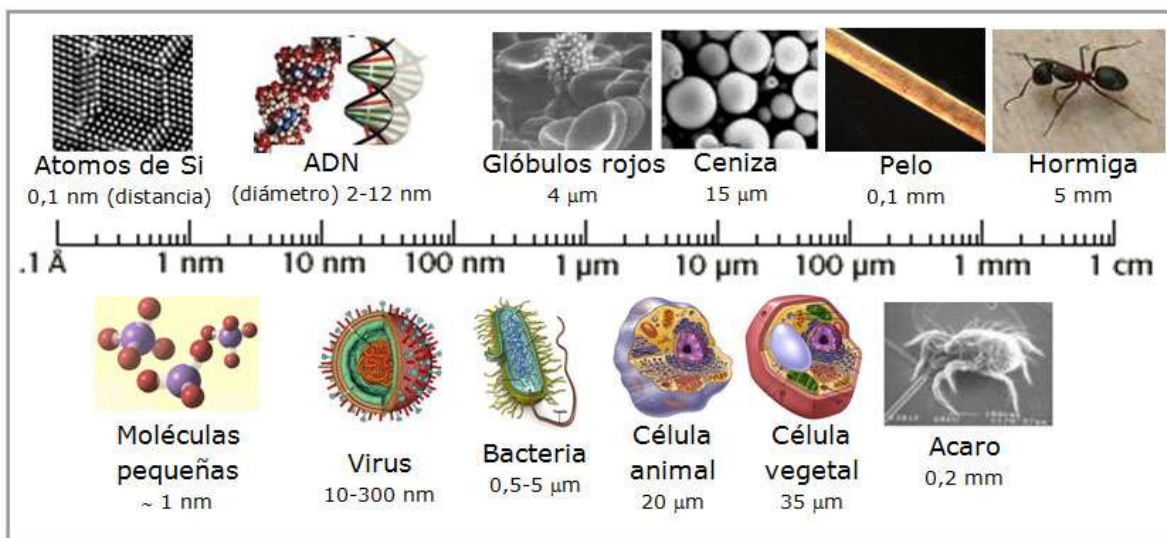 Atomos de Si
0,1 nm (distancia)
ADN
(diámetro) 2-12 nm
Glóbulos rojos
4 µm
Ceniza
15 µm
Pelo
0,1 mm
Hormiga
5 mm
.1 Å 1 nm 10 nm 100 nm 1 µm 10 µm 100 µm 1 mm 1 cm
Moléculas
pequeñas
~ 1 nm
Virus
10-300 nm
Bacteria
0,5-5 µm
Célula
animal
20 µm
Célula
vegetal
35 µm
Acaro
0,2 mm